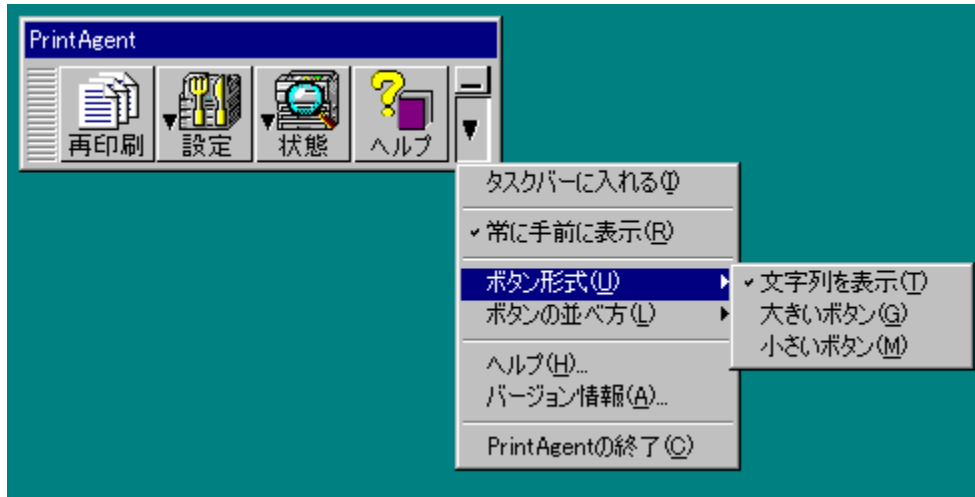 PrintAgent
再印刷
設定
状態
ヘルプ
タスクバーに入れる(I)
常に手前に表示(R)
ボタン形式(U)
ボタンの並べ方(L)
ヘルプ(H)...
バージョン情報(A)...
PrintAgentの終了(C)
文字列を表示(T)
大きいボタン(G)
小さいボタン(M)